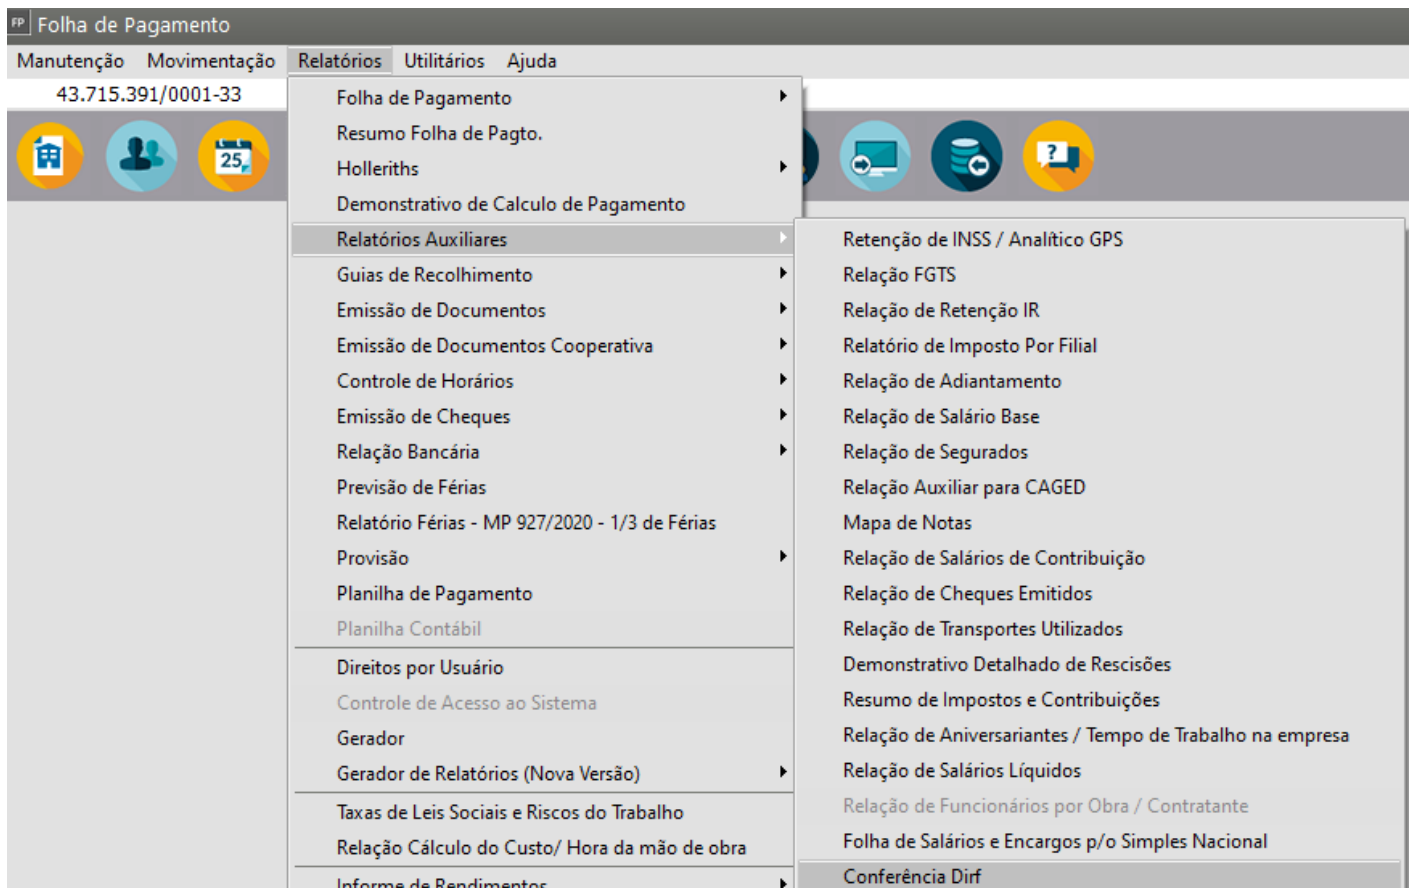 FP Folha de Pagamento
Manutenção Movimentação Relatórios Utilitários Ajuda
43.715.391/0001-33
25
?
Folha de Pagamento
Resumo Folha de Pagto.
Holleriths
Demonstrativo de Calculo de Pagamento
Relatórios Auxiliares
Guias de Recolhimento
Emissão de Documentos
Emissão de Documentos Cooperativa
Controle de Horários
Emissão de Cheques
Relação Bancária
Previsão de Férias
Relatório Férias - MP 927/2020 - 1/3 de Férias
Provisão
Planilha de Pagamento
Planilha Contábil
Direitos por Usuário
Controle de Acesso ao Sistema
Gerador
Gerador de Relatórios (Nova Versão)
Taxas de Leis Sociais e Riscos do Trabalho
Relação Cálculo do Custo/ Hora da mão de obra
Informe de Rendimentos
Retenção de INSS / Analítico GPS
Relação FGTS
Relação de Retenção IR
Relatório de Imposto Por Filial
Relação de Adiantamento
Relação de Salário Base
Relação de Segurados
Relação Auxiliar para CAGED
Mapa de Notas
Relação de Salários de Contribuição
Relação de Cheques Emitidos
Relação de Transportes Utilizados
Demonstrativo Detalhado de Rescisões
Resumo de Impostos e Contribuições
Relação de Aniversariantes / Tempo de Trabalho na empresa
Relação de Salários Líquidos
Relação de Funcionários por Obra / Contratante
Folha de Salários e Encargos p/o Simples Nacional
Conferência Dirf